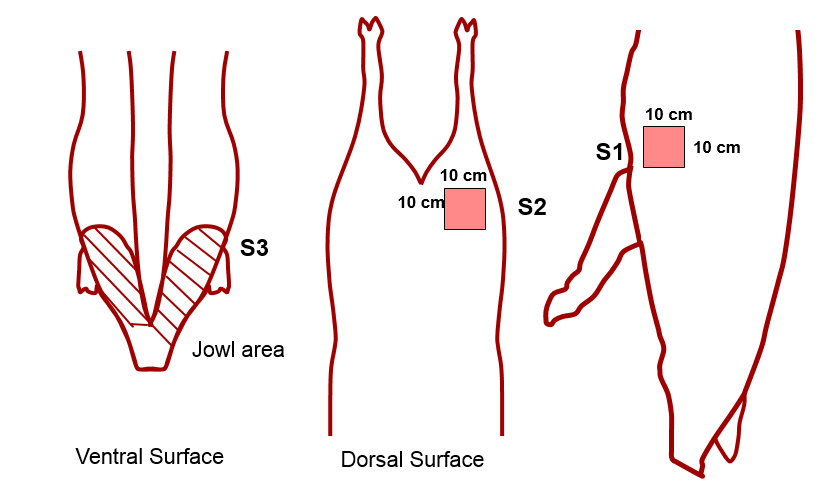 S3
Jowl area
Ventral Surface
10 cm
10 cm
S2
Dorsal Surface
10 cm
S1
10 cm